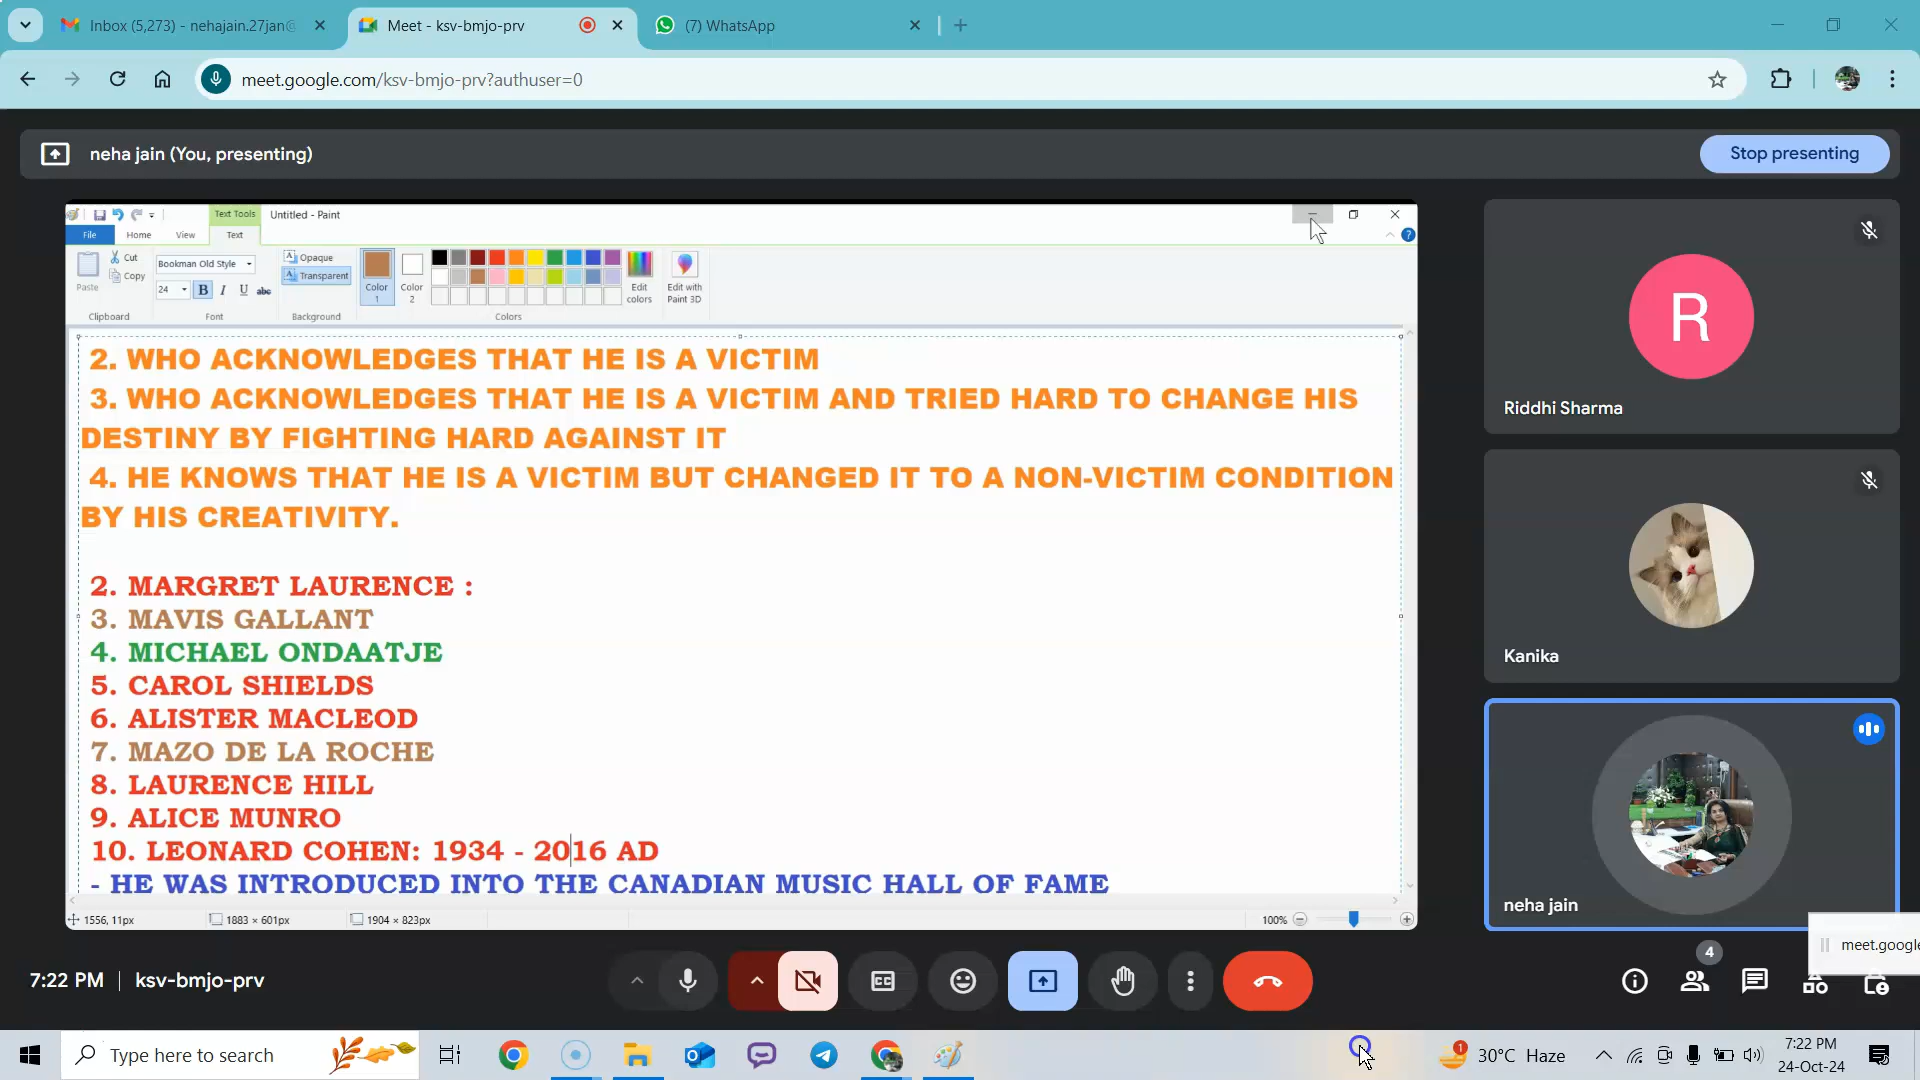 Inbox (5,273) - nehajain.27jan@
Meet - ksv-bmjo-prv
(7) WhatsApp
meet.google.com/ksv-bmjo-prv?authuser=0
neha jain (You, presenting)
Stop presenting
Text Tools
Untitled - Paint
File
Home
View
Text
Paste
Cut
Copy
Bookman Old Style
24
B I U abc
Opaque
Transparent
Color 1
Color 2
Edit colors
Edit with Paint 3D
Clipboard
Font
Background
Colors
2. WHO ACKNOWLEDGES THAT HE IS A VICTIM
3. WHO ACKNOWLEDGES THAT HE IS A VICTIM AND TRIED HARD TO CHANGE HIS
DESTINY BY FIGHTING HARD AGAINST IT
4. HE KNOWS THAT HE IS A VICTIM BUT CHANGED IT TO A NON-VICTIM CONDITION
BY HIS CREATIVITY.
2. MARGRET LAURENCE :
3. MAVIS GALLANT
4. MICHAEL ONDAATJE
5. CAROL SHIELDS
6. ALISTER MACLEOD
7. MAZO DE LA ROCHE
8. LAURENCE HILL
9. ALICE MUNRO
10. LEONARD COHEN: 1934 - 2016 AD
- HE WAS INTRODUCED INTO THE CANADIAN MUSIC HALL OF FAME
1556, 11px
1883 × 601px
1904 × 823px
100%
R
Riddhi Sharma
Kanika
neha jain
meet.google
7:22 PM
ksv-bmjo-prv
CC
4
Type here to search
1
30°C Haze
7:22 PM
24-Oct-24